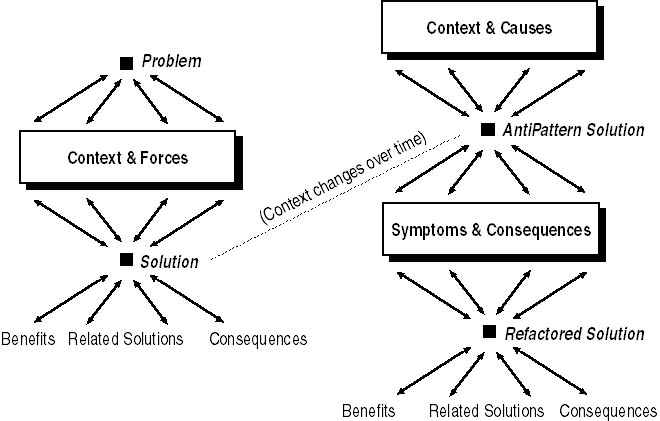 Problem
Context & Forces
Solution
Benefits
Related Solutions
Consequences
(Context changes over time)
Context & Causes
AntiPattern Solution
Symptoms & Consequences
Refactored Solution
Benefits
Related Solutions
Consequences